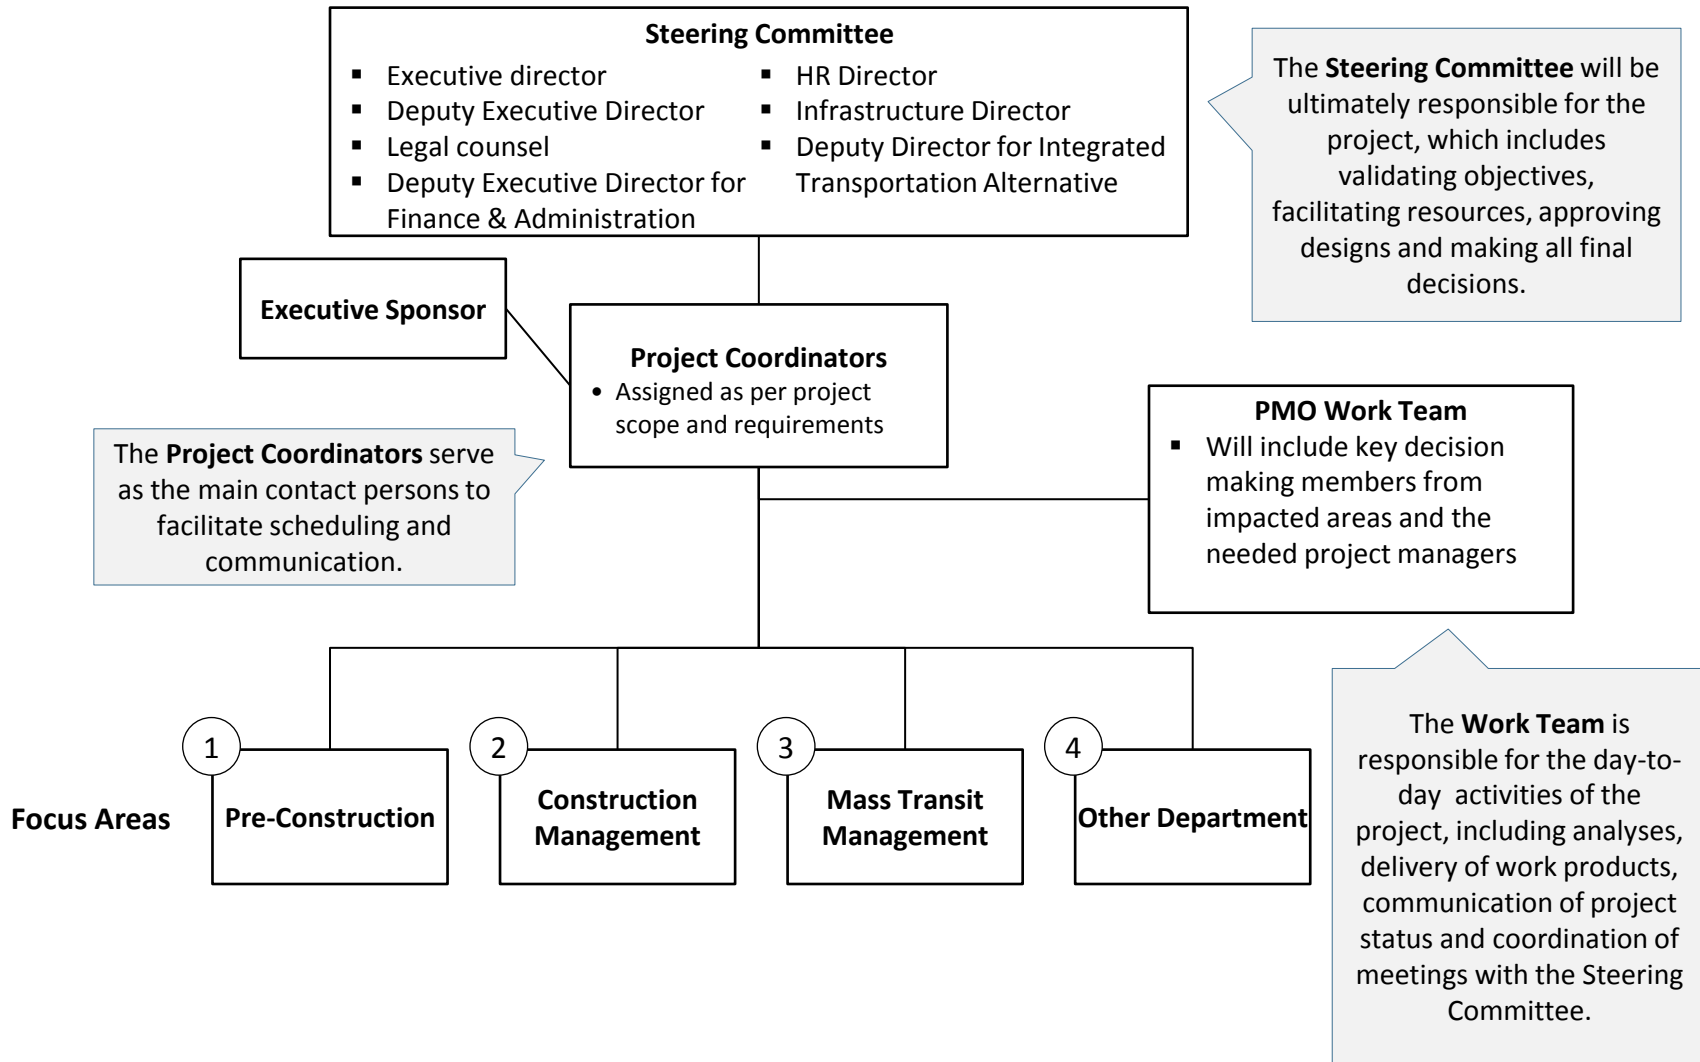 Steering Committee
▪ Executive director
▪ Deputy Executive Director
▪ Legal counsel
▪ Deputy Executive Director for
Finance & Administration
▪ HR Director
▪ Infrastructure Director
▪ Deputy Director for Integrated
Transportation Alternative
The Steering Committee will be
ultimately responsible for the
project, which includes
validating objectives,
facilitating resources, approving
designs and making all final
decisions.
Executive Sponsor
Project Coordinators
• Assigned as per project
scope and requirements
The Project Coordinators serve
as the main contact persons to
facilitate scheduling and
communication.
PMO Work Team
▪ Will include key decision
making members from
impacted areas and the
needed project managers
The Work Team is
responsible for the day-to-
day activities of the
project, including analyses,
delivery of work products,
communication of project
status and coordination of
meetings with the Steering
Committee.
Focus Areas
1
Pre-Construction
2
Construction
Management
3
Mass Transit
Management
4
Other Department